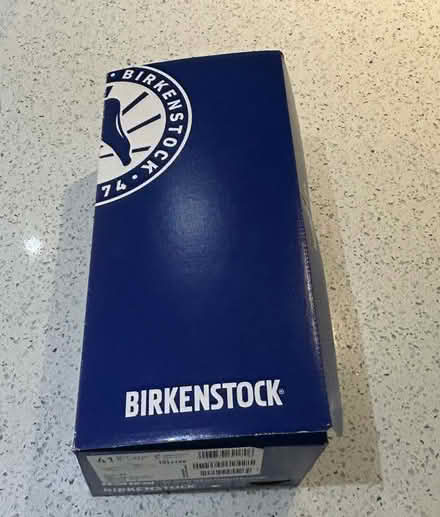 · BIRKENSTOCK ·
74
BIRKENSTOCK®
41
BIRKENSTOCK